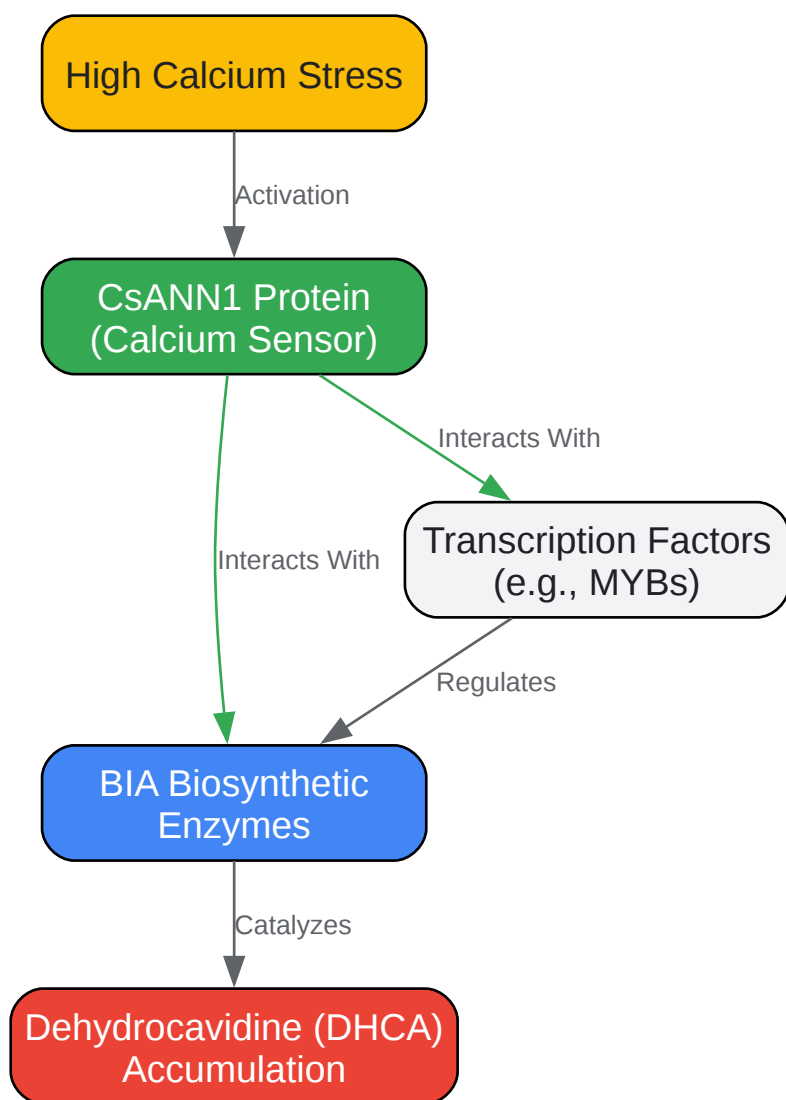 High Calcium Stress
Activation
CsANN1 Protein
(Calcium Sensor)
Interacts With
Transcription Factors
(e.g., MYBs)
Interacts With
Regulates
BIA Biosynthetic
Enzymes
Catalyzes
Dehydrocavidine (DHCA)
Accumulation